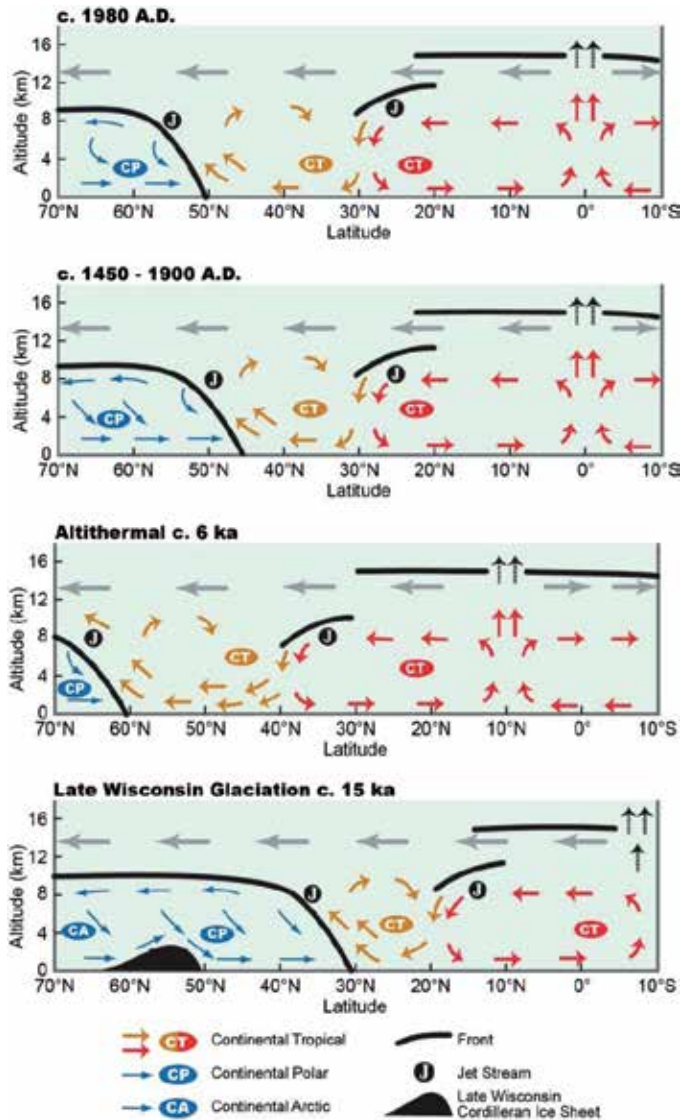 c. 1980 A.D.
Altitude (km)
16
12
8
4
0
J
J
CP
CT
CT
70°N 60°N 50°N 40°N 30°N 20°N 10°N 0° 10°S
Latitude
c. 1450 - 1900 A.D.
Altitude (km)
16
12
8
4
0
J
J
CP
CT
CT
70°N 60°N 50°N 40°N 30°N 20°N 10°N 0° 10°S
Latitude
Altithermal c. 6 ka
Altitude (km)
16
12
8
4
0
J
J
CP
CT
CT
70°N 60°N 50°N 40°N 30°N 20°N 10°N 0° 10°S
Latitude
Late Wisconsin Glaciation c. 15 ka
Altitude (km)
16
12
8
4
0
J
J
CA
CP
CT
CT
70°N 60°N 50°N 40°N 30°N 20°N 10°N 0° 10°S
Latitude
CT Continental Tropical
Front
CP Continental Polar
J Jet Stream
CA Continental Arctic
Late Wisconsin
Cordilleran Ice Sheet